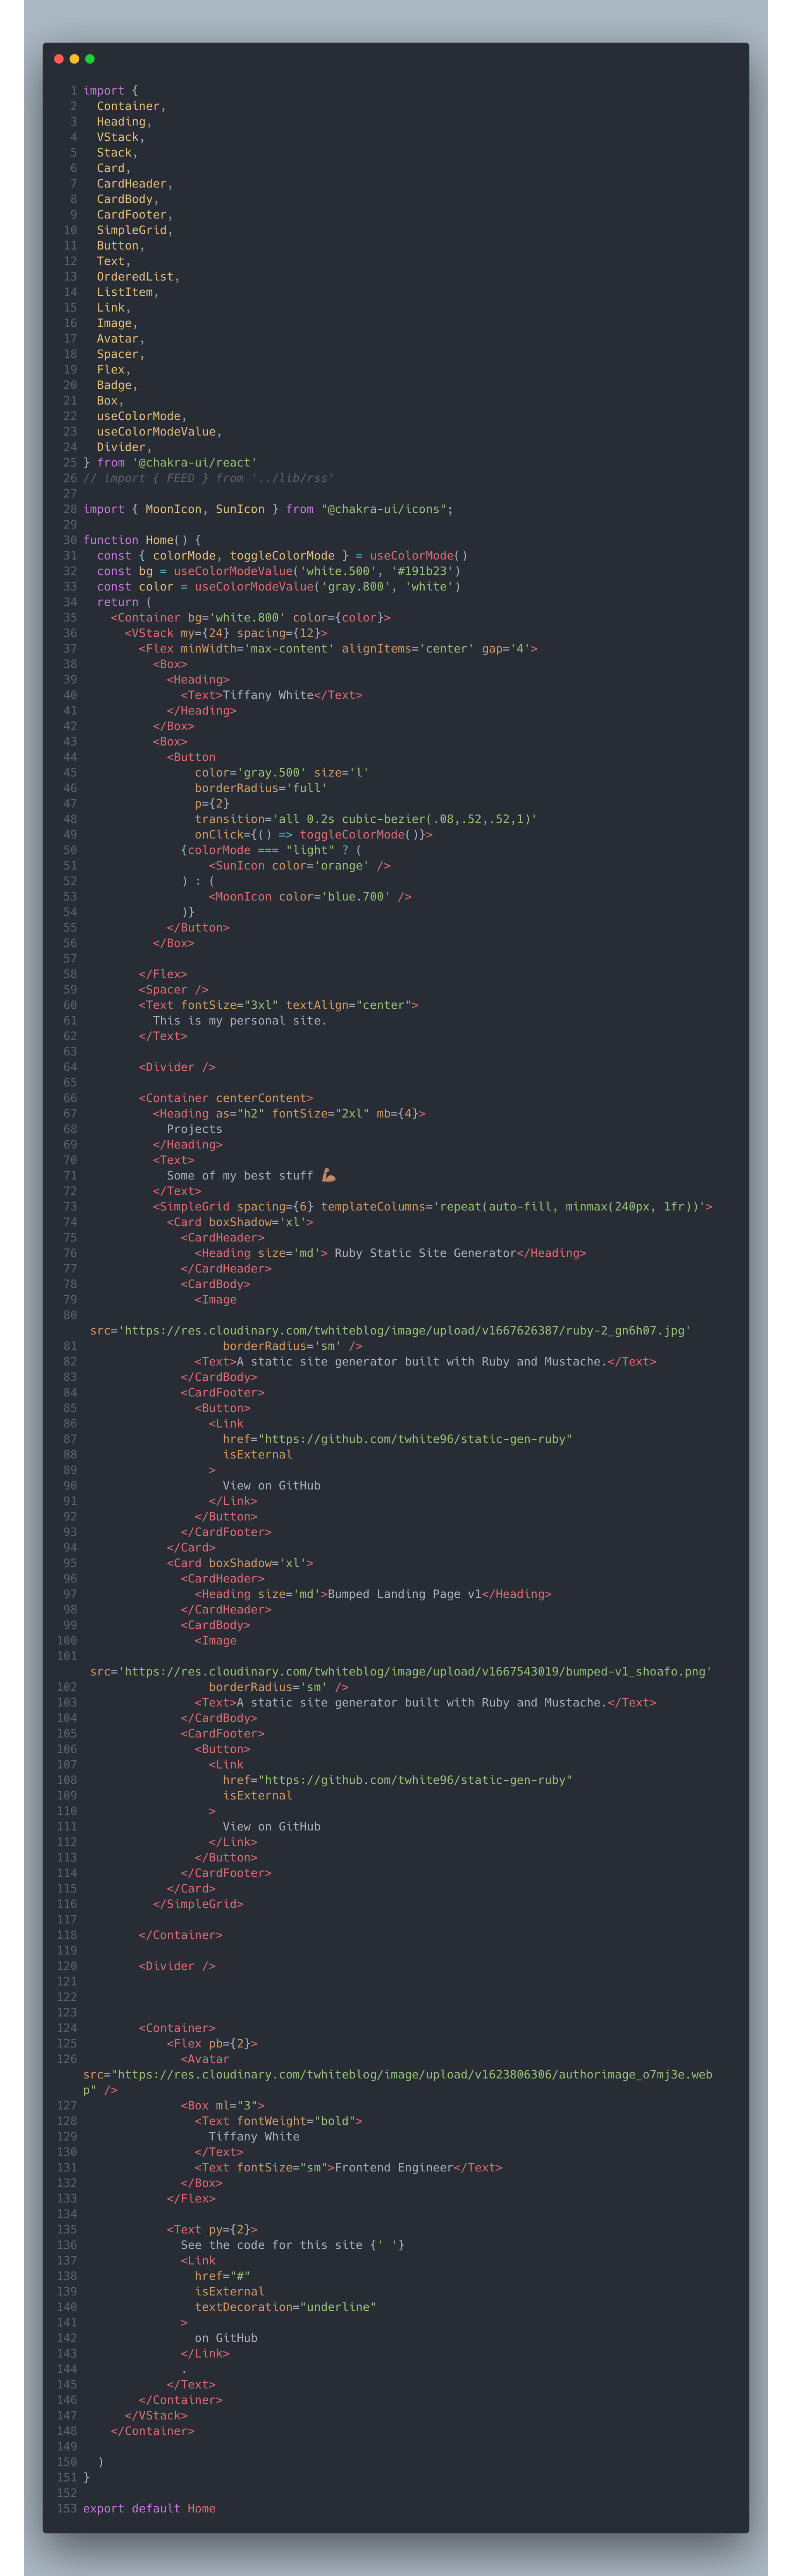 1 import {
2   Container,
3   Heading,
4   VStack,
5   Stack,
6   Card,
7   CardHeader,
8   CardBody,
9   CardFooter,
10   SimpleGrid,
11   Button,
12   Text,
13   OrderedList,
14   ListItem,
15   Link,
16   Image,
17   Avatar,
18   Spacer,
19   Flex,
20   Badge,
21   Box,
22   useColorMode,
23   useColorModeValue,
24   Divider,
25 } from '@chakra-ui/react'
26 // import { FEED } from '../lib/rss'
27
28 import { MoonIcon, SunIcon } from "@chakra-ui/icons";
29
30 function Home() {
31   const { colorMode, toggleColorMode } = useColorMode()
32   const bg = useColorModeValue('white.500', '#191b23')
33   const color = useColorModeValue('gray.800', 'white')
34   return (
35     <Container bg='white.800' color={color}>
36       <VStack my={24} spacing={12}>
37         <Flex minWidth='max-content' alignItems='center' gap='4'>
38           <Box>
39             <Heading>
40               <Text>Tiffany White</Text>
41             </Heading>
42           </Box>
43           <Box>
44             <Button
45                 color='gray.500' size='l'
46                 borderRadius='full'
47                 p={2}
48                 transition='all 0.2s cubic-bezier(.08,.52,.52,1)'
49                 onClick={() => toggleColorMode()}>
50               {colorMode === "light" ? (
51                   <SunIcon color='orange' />
52               ) : (
53                   <MoonIcon color='blue.700' />
54               )}
55             </Button>
56           </Box>
57
58         </Flex>
59         <Spacer />
60         <Text fontSize="3xl" textAlign="center">
61           This is my personal site.
62         </Text>
63
64         <Divider />
65
66         <Container centerContent>
67           <Heading as="h2" fontSize="2xl" mb={4}>
68             Projects
69           </Heading>
70           <Text>
71             Some of my best stuff 💪🏽
72           </Text>
73           <SimpleGrid spacing={6} templateColumns='repeat(auto-fill, minmax(240px, 1fr))'>
74             <Card boxShadow='xl'>
75               <CardHeader>
76                 <Heading size='md'> Ruby Static Site Generator</Heading>
77               </CardHeader>
78               <CardBody>
79                 <Image
80
 src='https://res.cloudinary.com/twhiteblog/image/upload/v1667626387/ruby-2_gn6h07.jpg'
81                     borderRadius='sm' />
82                 <Text>A static site generator built with Ruby and Mustache.</Text>
83               </CardBody>
84               <CardFooter>
85                 <Button>
86                   <Link
87                     href="https://github.com/twhite96/static-gen-ruby"
88                     isExternal
89                   >
90                     View on GitHub
91                   </Link>
92                 </Button>
93               </CardFooter>
94             </Card>
95             <Card boxShadow='xl'>
96               <CardHeader>
97                 <Heading size='md'>Bumped Landing Page v1</Heading>
98               </CardHeader>
99               <CardBody>
100                 <Image
101
 src='https://res.cloudinary.com/twhiteblog/image/upload/v1667543019/bumped-v1_shoafo.png'
102                   borderRadius='sm' />
103                 <Text>A static site generator built with Ruby and Mustache.</Text>
104               </CardBody>
105               <CardFooter>
106                 <Button>
107                   <Link
108                     href="https://github.com/twhite96/static-gen-ruby"
109                     isExternal
110                   >
111                     View on GitHub
112                   </Link>
113                 </Button>
114               </CardFooter>
115             </Card>
116           </SimpleGrid>
117
118         </Container>
119
120         <Divider />
121
122
123
124         <Container>
125             <Flex pb={2}>
126               <Avatar
src="https://res.cloudinary.com/twhiteblog/image/upload/v1623806306/authorimage_o7mj3e.web
p" />
127               <Box ml="3">
128                 <Text fontWeight="bold">
129                   Tiffany White
130                 </Text>
131                 <Text fontSize="sm">Frontend Engineer</Text>
132               </Box>
133             </Flex>
134
135             <Text py={2}>
136               See the code for this site {' '}
137               <Link
138                 href="#"
139                 isExternal
140                 textDecoration="underline"
141               >
142                 on GitHub
143               </Link>
144               .
145             </Text>
146         </Container>
147       </VStack>
148     </Container>
149
150   )
151 }
152
153 export default Home